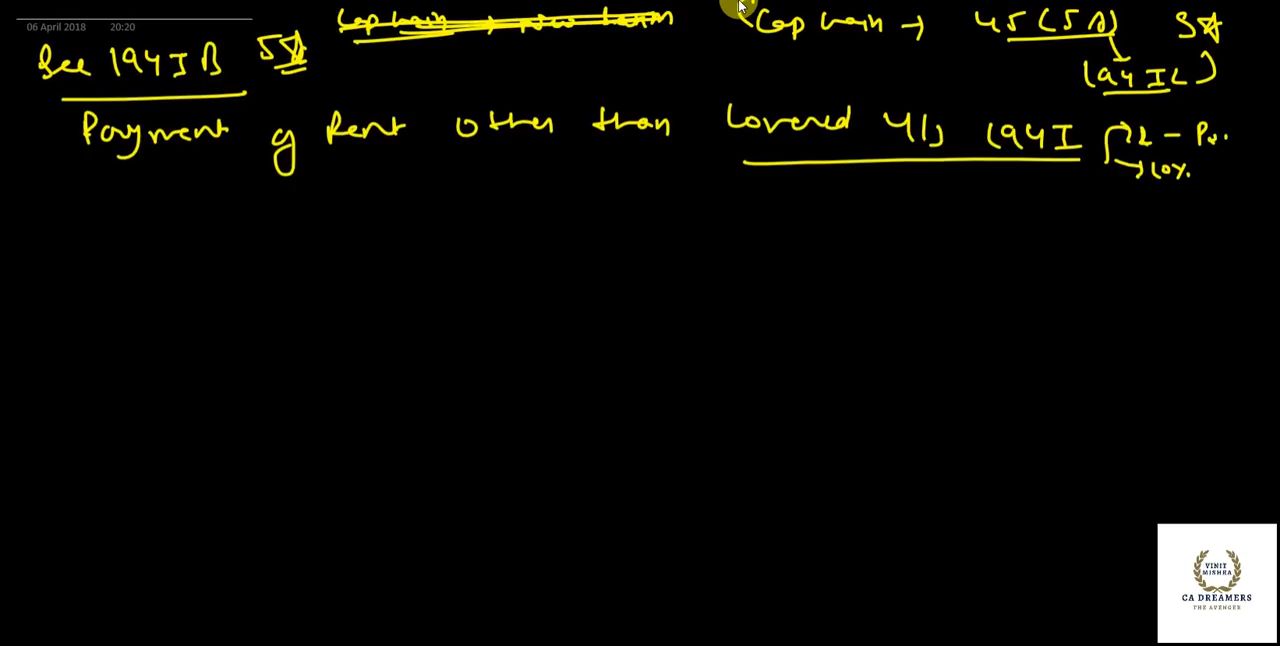 06 April 2018 20:20
Cap Gain → 45(5A) 5☆
Sec 194IB 5☆
(194IC)
Payment of Rent other than covered u/s 194I 2 - P.M.
→ 10%
VINIT
MISHRA
CA DREAMERS
THE AVENGER